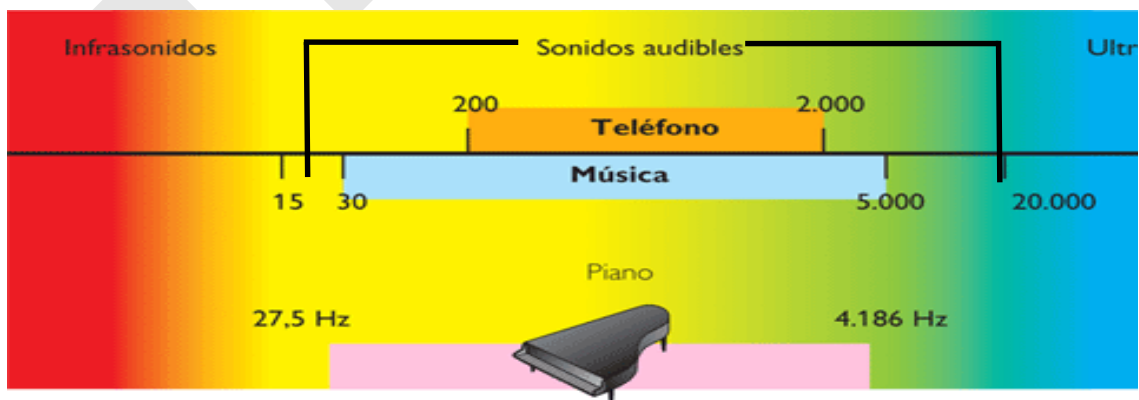 Infrasonidos Sonidos audibles Ultr
200 2.000
Teléfono
Música
15 30 5.000 20.000
Piano
27,5 Hz 4.186 Hz